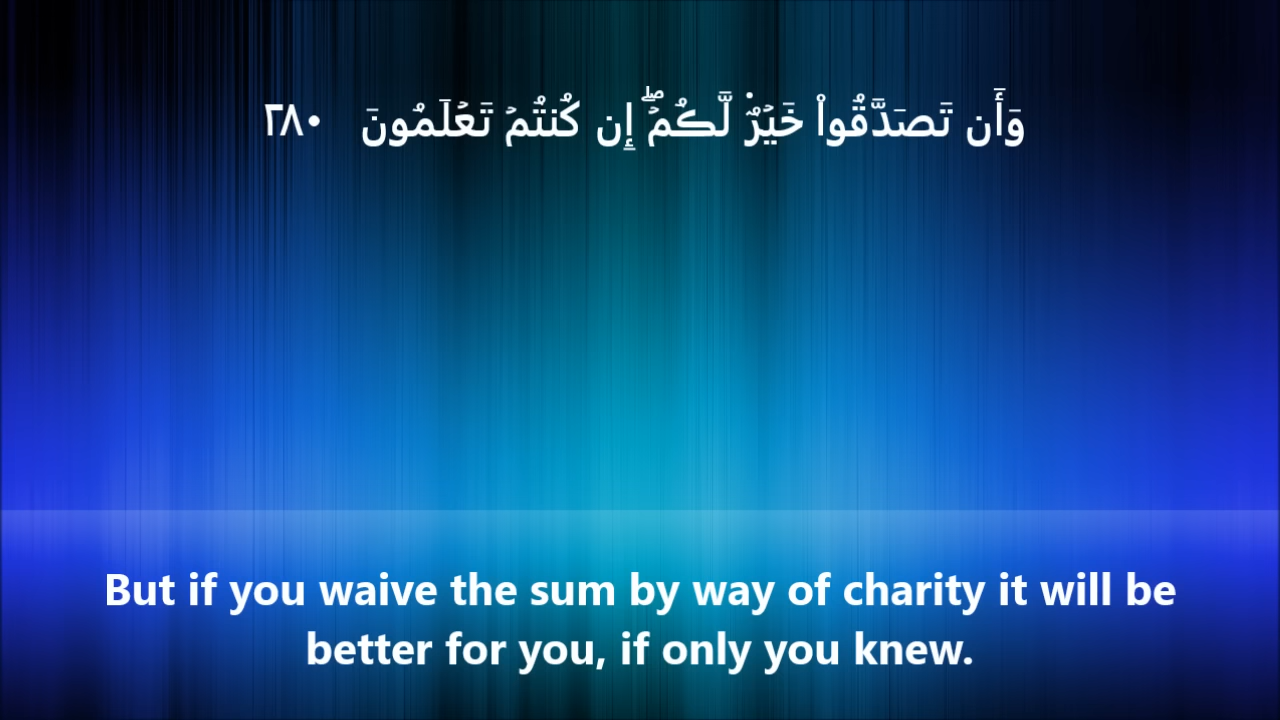 وَأَن تَصَدَّقُواْ خَيۡرٞ لَّكُمۡۖ إِن كُنتُمۡ تَعۡلَمُونَ ٢٨٠
But if you waive the sum by way of charity it will be
better for you, if only you knew.